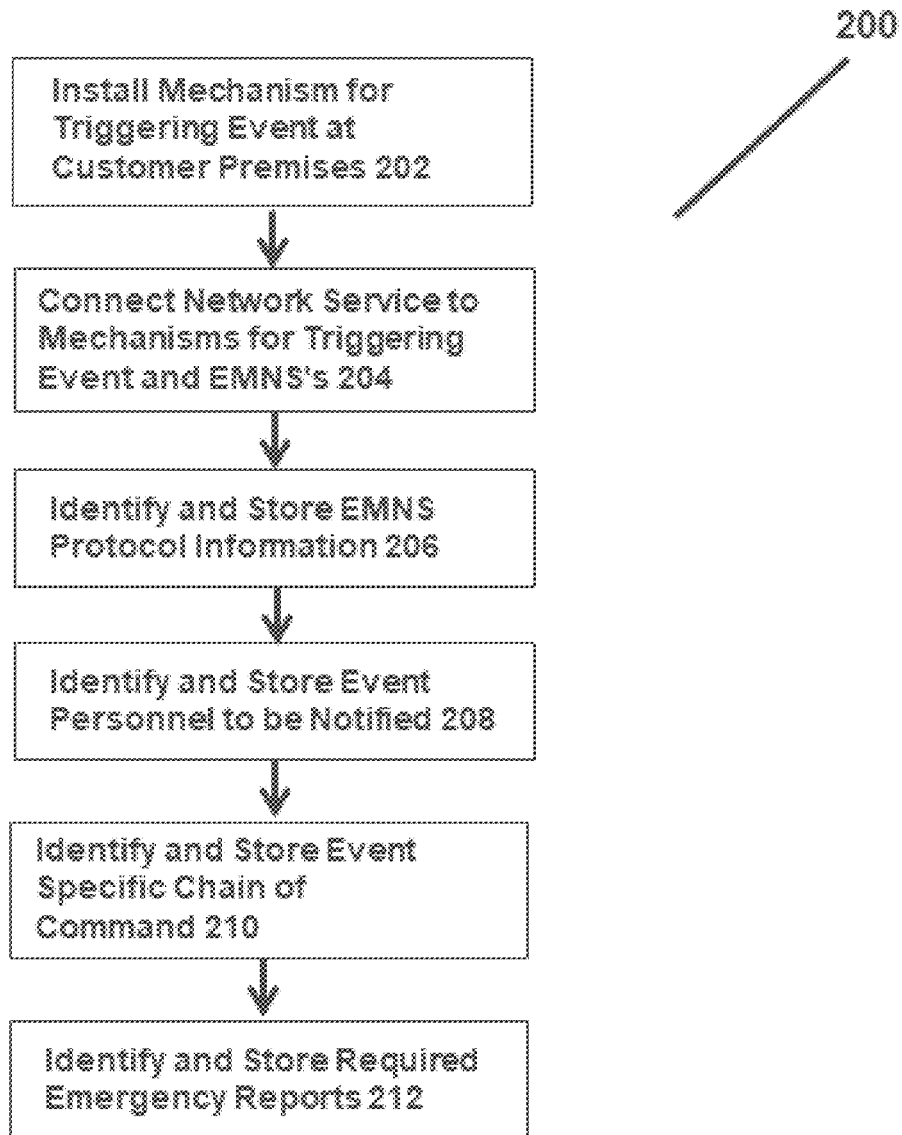 200
Install Mechanism for
Triggering Event at
Customer Premises 202
Connect Network Service to
Mechanisms for Triggering
Event and EMNS's 204
Identify and Store EMNS
Protocol Information 206
Identify and Store Event
Personnel to be Notified 208
Identify and Store Event
Specific Chain of
Command 210
Identify and Store Required
Emergency Reports 212